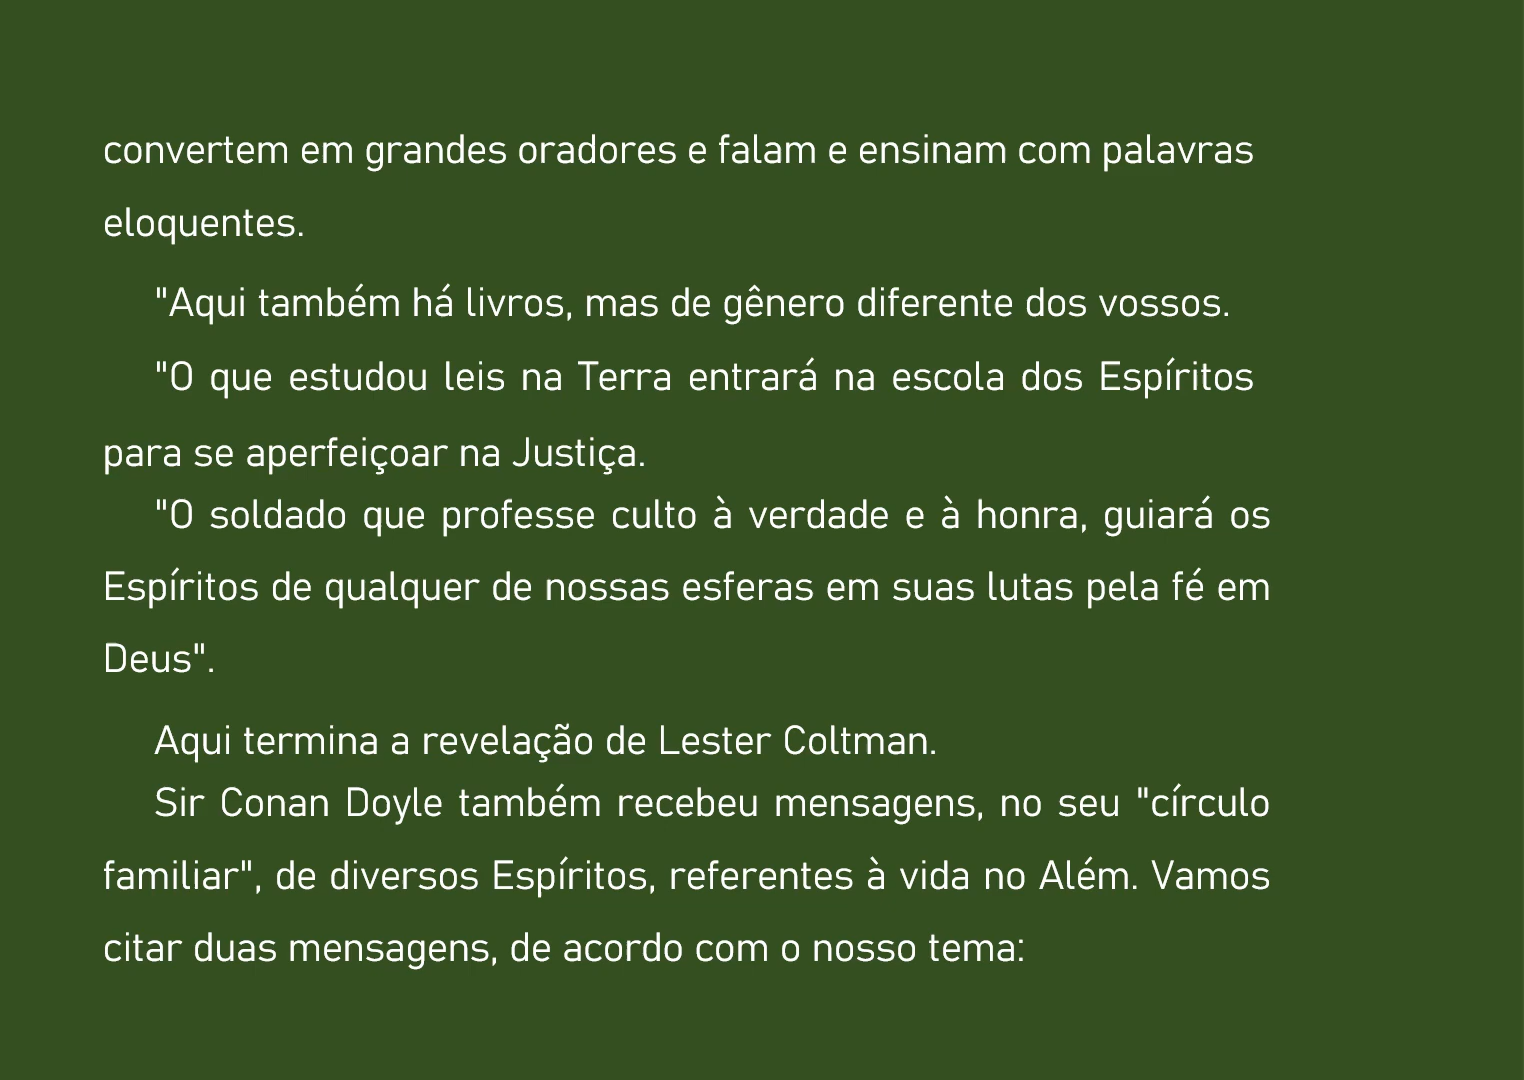 convertem em grandes oradores e falam e ensinam com palavras
eloquentes.
"Aqui também há livros, mas de gênero diferente dos vossos.
"O que estudou leis na Terra entrará na escola dos Espíritos
para se aperfeiçoar na Justiça.
"O soldado que professe culto à verdade e à honra, guiará os
Espíritos de qualquer de nossas esferas em suas lutas pela fé em
Deus".
Aqui termina a revelação de Lester Coltman.
Sir Conan Doyle também recebeu mensagens, no seu "círculo
familiar", de diversos Espíritos, referentes à vida no Além. Vamos
citar duas mensagens, de acordo com o nosso tema: